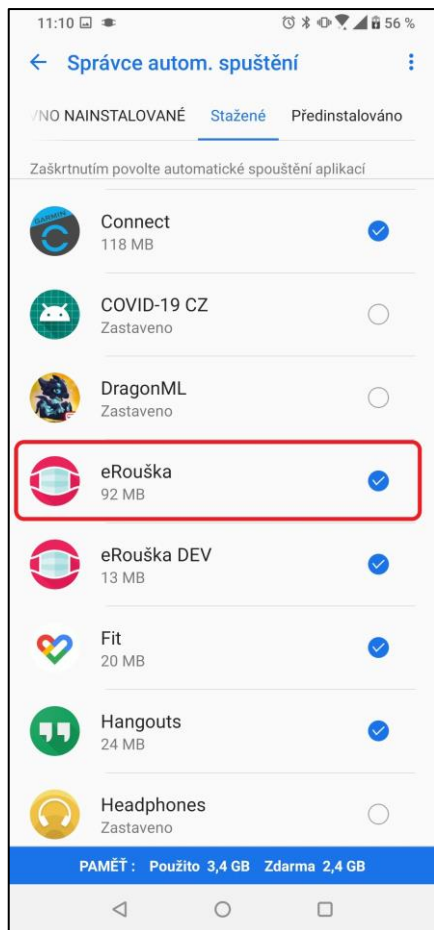 11:10 56 %
Správce autom. spuštění
VNO NAINSTALOVANÉ Stažené Předinstalováno
Zaškrtnutím povolte automatické spouštění aplikací
GARMIN
Connect
118 MB
COVID-19 CZ
Zastaveno
DragonML
Zastaveno
eRouška
92 MB
eRouška DEV
13 MB
Fit
20 MB
Hangouts
24 MB
Headphones
Zastaveno
PAMĚŤ : Použito 3,4 GB Zdarma 2,4 GB